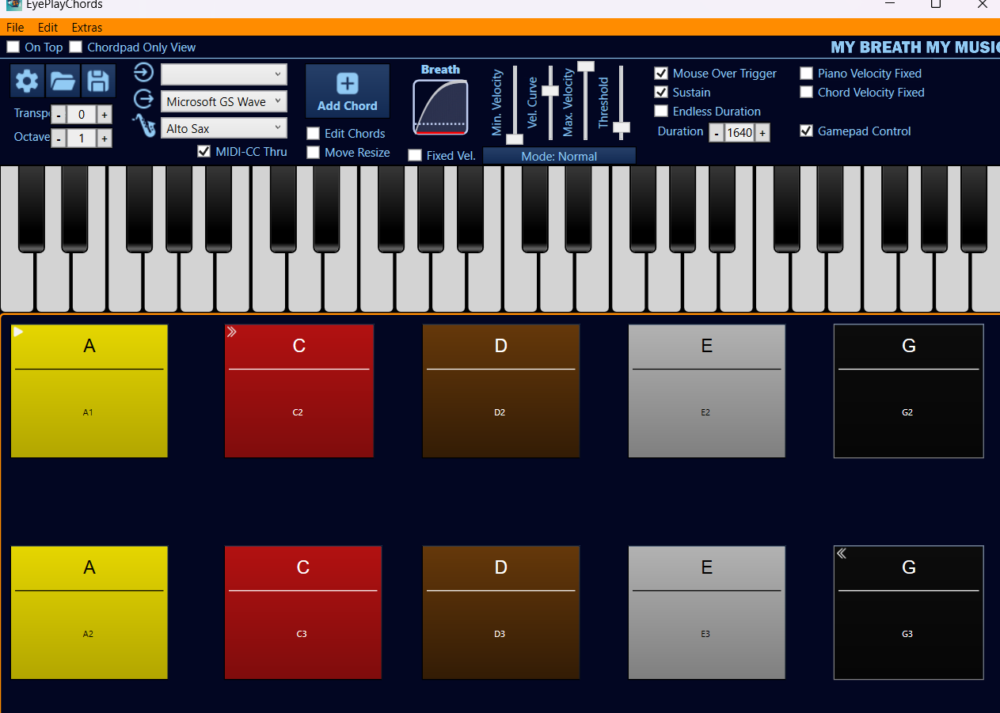 EyePlayChords
File Edit Extras
On Top Chordpad Only View
MY BREATH MY MUSIC
Transp
- 0 +
Octave
- 1 +
Microsoft GS Wave
Alto Sax
MIDI-CC Thru
Add Chord
Edit Chords
Move Resize
Breath
Fixed Vel.
Min. Velocity
Vel. Curve
Max. Velocity
Threshold
Mode: Normal
Mouse Over Trigger
Sustain
Endless Duration
Duration - 1640 +
Piano Velocity Fixed
Chord Velocity Fixed
Gamepad Control
A
A1
C
C2
D
D2
E
E2
G
G2
A
A2
C
C3
D
D3
E
E3
G
G3